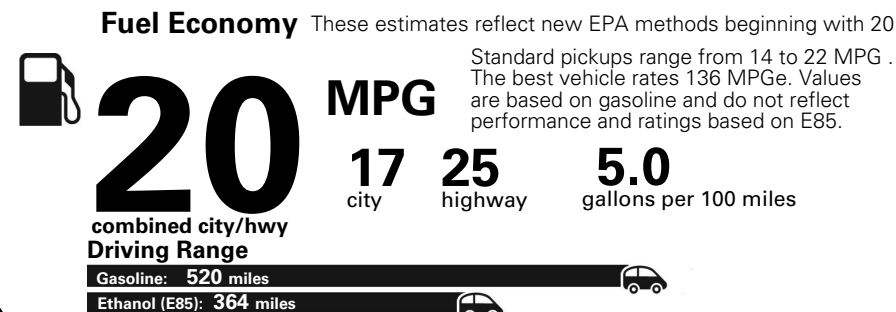 Fuel Economy These estimates reflect new EPA methods beginning with 20
Standard pickups range from 14 to 22 MPG .
The best vehicle rates 136 MPGe. Values
are based on gasoline and do not reflect
performance and ratings based on E85.
20 MPG
combined city/hwy
17 city
25 highway
5.0 gallons per 100 miles
Driving Range
Gasoline: 520 miles
Ethanol (E85): 364 miles